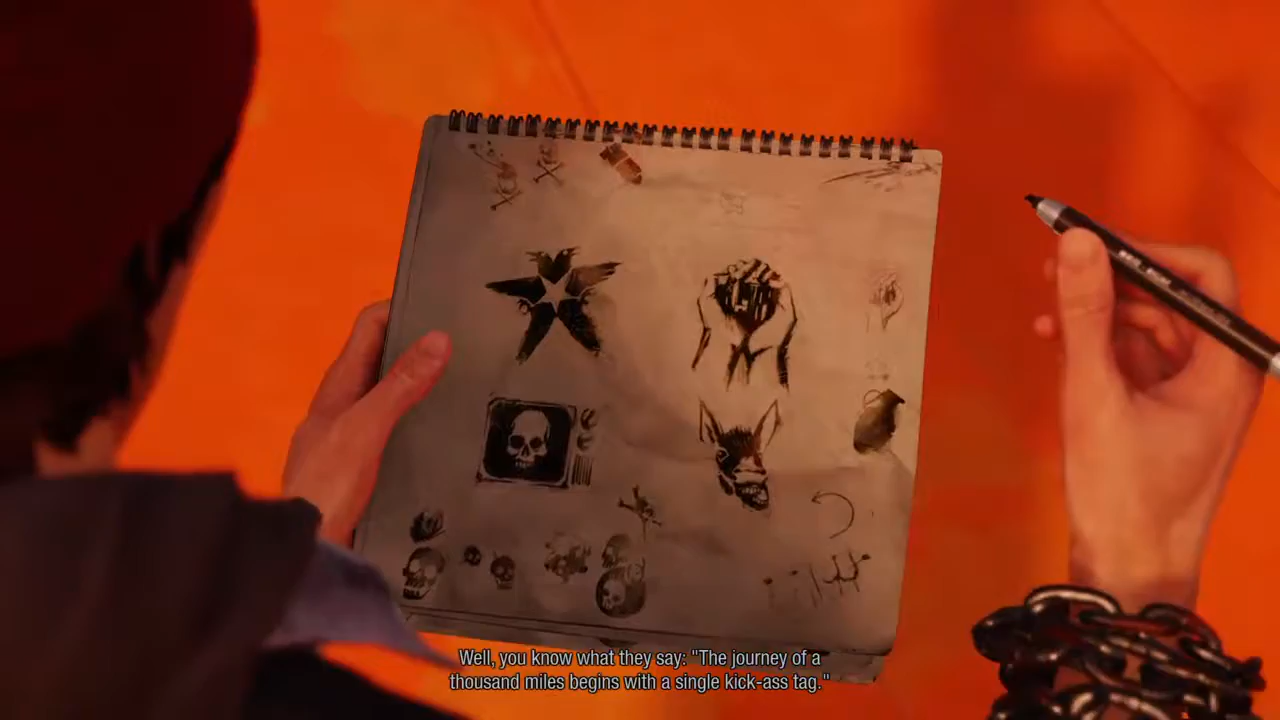 Well, you know what they say: "The journey of a
thousand miles begins with a single kick-ass tag."